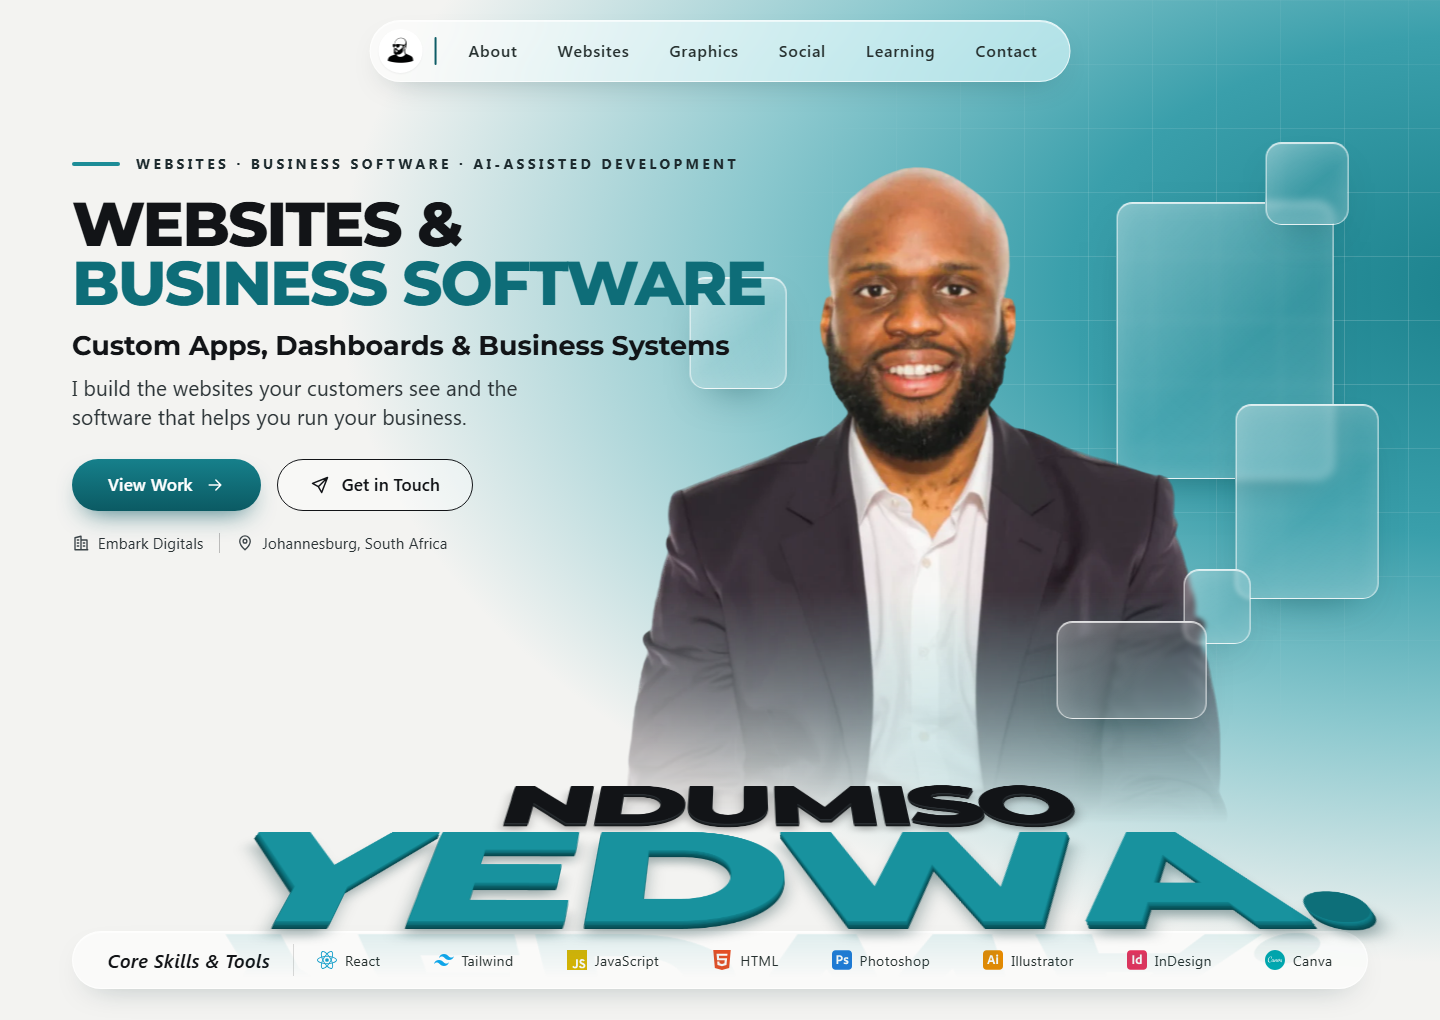 About Websites Graphics Social Learning Contact
WEBSITES · BUSINESS SOFTWARE · AI-ASSISTED DEVELOPMENT
WEBSITES &
BUSINESS SOFTWARE
Custom Apps, Dashboards & Business Systems
I build the websites your customers see and the
software that helps you run your business.
View Work
Get in Touch
Embark Digitals
Johannesburg, South Africa
NDUMISO
YEDWA.
Core Skills & Tools
React
Tailwind
JS JavaScript
HTML
Ps Photoshop
Ai Illustrator
Id InDesign
Canva Canva